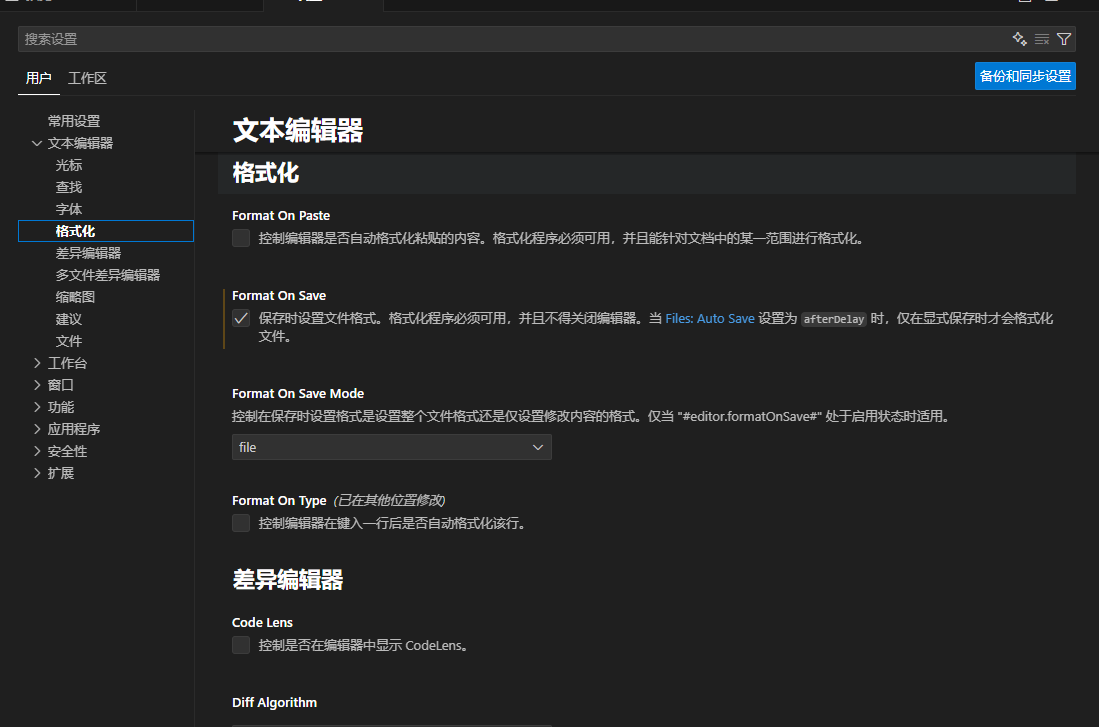 搜索设置
用户 工作区
备份和同步设置
常用设置
文本编辑器
光标
查找
字体
格式化
差异编辑器
多文件差异编辑器
缩略图
建议
文件
工作台
窗口
功能
应用程序
安全性
扩展
文本编辑器
格式化
Format On Paste
控制编辑器是否自动格式化粘贴的内容。格式化程序必须可用，并且能针对文档中的某一范围进行格式化。
Format On Save
保存时设置文件格式。格式化程序必须可用，并且不得关闭编辑器。当 Files: Auto Save 设置为 afterDelay 时，仅在显式保存时才会格式化
文件。
Format On Save Mode
控制在保存时设置格式是设置整个文件格式还是仅设置修改内容的格式。仅当 "#editor.formatOnSave#" 处于启用状态时适用。
file
Format On Type (已在其他位置修改)
控制编辑器在键入一行后是否自动格式化该行。
差异编辑器
Code Lens
控制是否在编辑器中显示 CodeLens。
Diff Algorithm